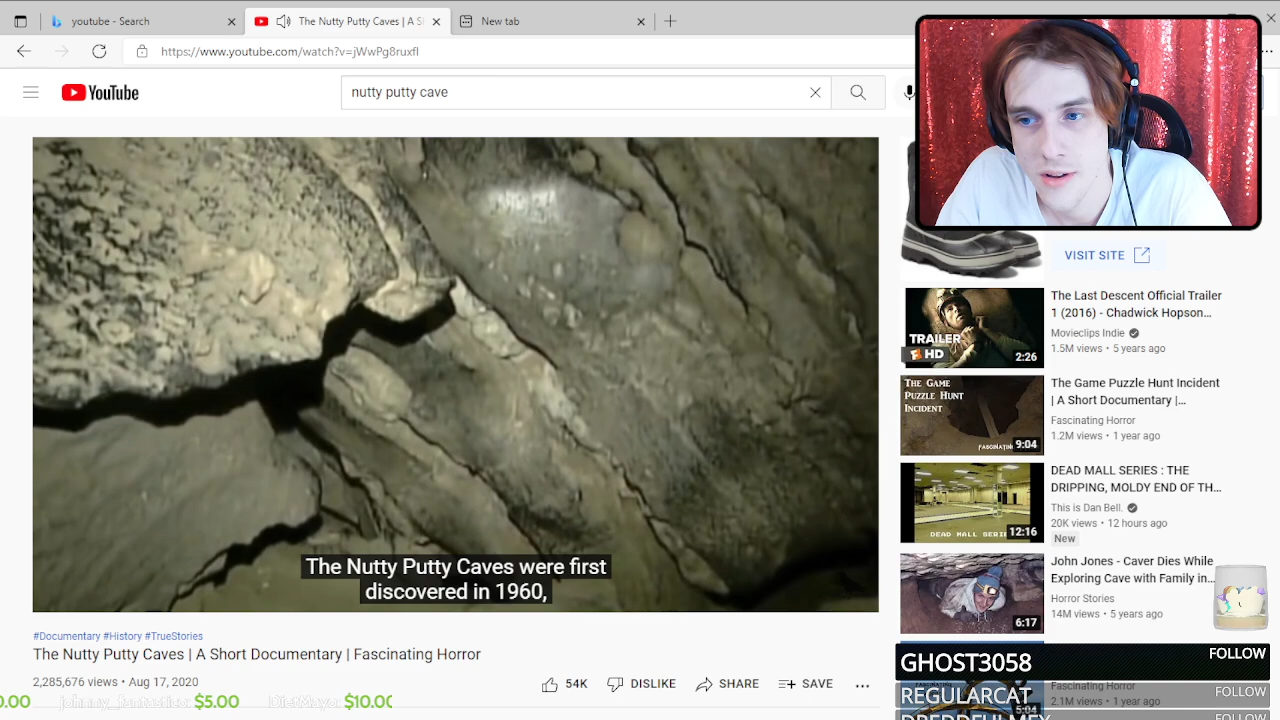 youtube - Search
The Nutty Putty Caves | A S
New tab
https://www.youtube.com/watch?v=jWwPg8ruxfI
YouTube
nutty putty cave
VISIT SITE
The Nutty Putty Caves were first
discovered in 1960,
#Documentary #History #TrueStories
The Nutty Putty Caves | A Short Documentary | Fascinating Horror
2,285,676 views • Aug 17, 2020
54K
DISLIKE
SHARE
SAVE
TRAILER
HD
2:26
The Last Descent Official Trailer
1 (2016) - Chadwick Hopson...
Movieclips Indie
1.5M views • 5 years ago
THE GAME
PUZZLE HUNT
INCIDENT
9:04
The Game Puzzle Hunt Incident
| A Short Documentary |...
Fascinating Horror
1.2M views • 1 year ago
12:16
DEAD MALL SERIES : THE
DRIPPING, MOLDY END OF TH...
This is Dan Bell.
20K views • 12 hours ago
New
6:17
John Jones - Caver Dies While
Exploring Cave with Family in...
Horror Stories
14M views • 5 years ago
GHOST3058
FOLLOW
REGULARCAT
FOLLOW
Fascinating Horror
2.1M views • 1 year ago
5:04
0.00
$5.00
$10.00